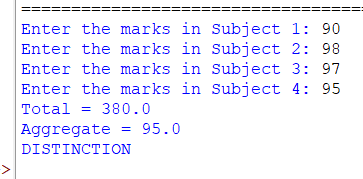 ==================================
Enter the marks in Subject 1: 90
Enter the marks in Subject 2: 98
Enter the marks in Subject 3: 97
Enter the marks in Subject 4: 95
Total = 380.0
Aggregate = 95.0
DISTINCTION
>